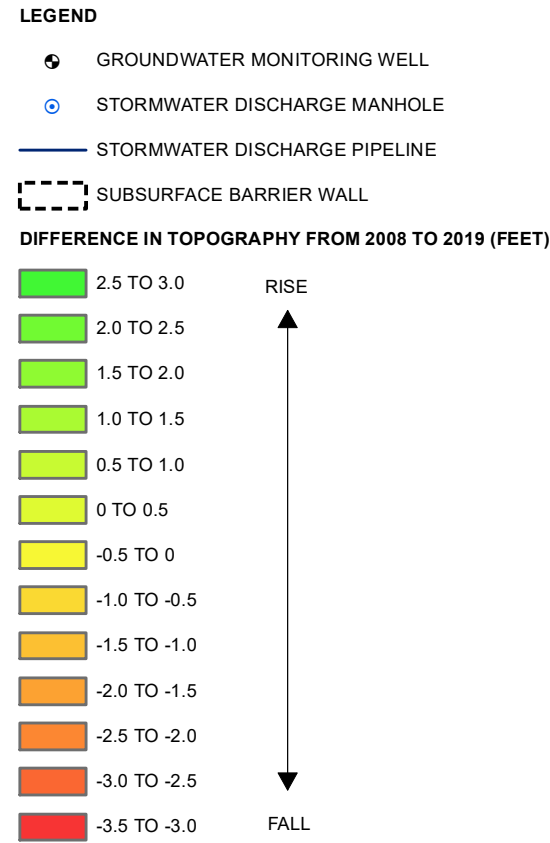 LEGEND
GROUNDWATER MONITORING WELL
STORMWATER DISCHARGE MANHOLE
STORMWATER DISCHARGE PIPELINE
SUBSURFACE BARRIER WALL
DIFFERENCE IN TOPOGRAPHY FROM 2008 TO 2019 (FEET)
2.5 TO 3.0
RISE
2.0 TO 2.5
1.5 TO 2.0
1.0 TO 1.5
0.5 TO 1.0
0 TO 0.5
-0.5 TO 0
-1.0 TO -0.5
-1.5 TO -1.0
-2.0 TO -1.5
-2.5 TO -2.0
-3.0 TO -2.5
-3.5 TO -3.0
FALL